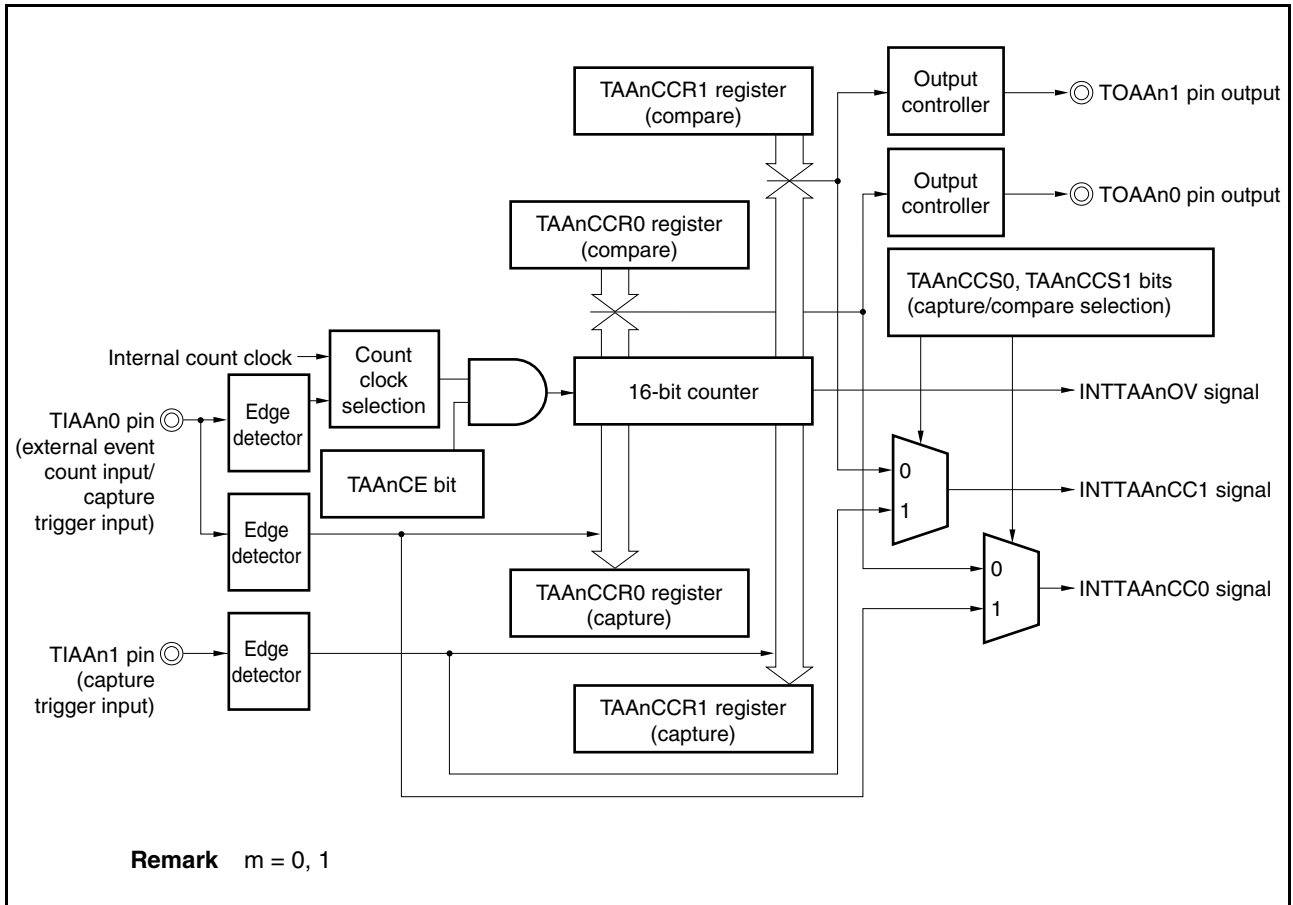 TAAnCCR1 register
(compare)
Output
controller
TOAAn1 pin output
Output
controller
TOAAn0 pin output
TAAnCCR0 register
(compare)
TAAnCCS0, TAAnCCS1 bits
(capture/compare selection)
Internal count clock
Count
clock
selection
16-bit counter
INTTAAnOV signal
TIAAn0 pin
(external event
count input/
capture
trigger input)
Edge
detector
TAAnCE bit
0
1
INTTAAnCC1 signal
Edge
detector
0
1
INTTAAnCC0 signal
TAAnCCR0 register
(capture)
TIAAn1 pin
(capture
trigger input)
Edge
detector
TAAnCCR1 register
(capture)
Remark m = 0, 1